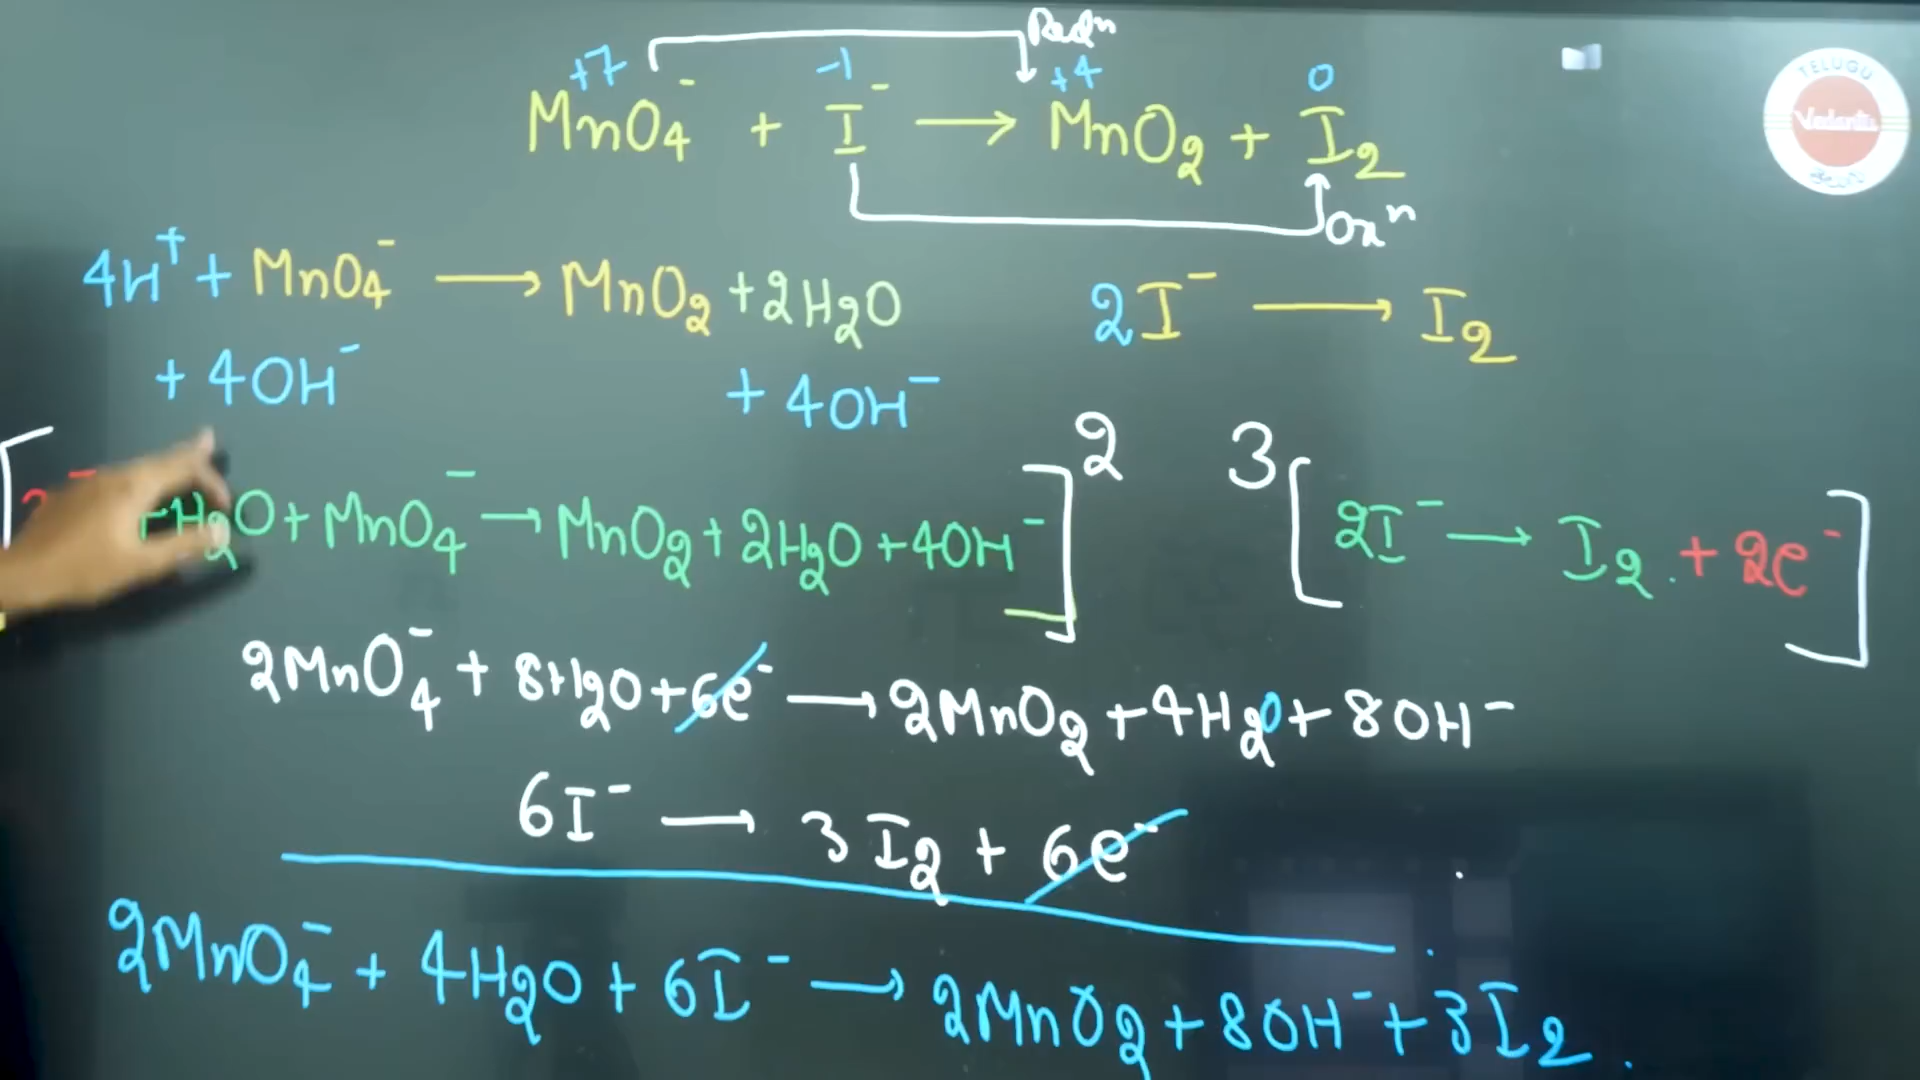 Redⁿ
+7 -1 +4 0
MnO₄⁻ + I⁻ → MnO₂ + I₂
Oxⁿ
4H⁺ + MnO₄⁻ → MnO₂ + 2H₂O
+ 4OH⁻ + 4OH⁻
2I⁻ → I₂
[ H₂O + MnO₄⁻ → MnO₂ + 2H₂O + 4OH⁻ ] 2
3 [ 2I⁻ → I₂ + 2e⁻ ]
2MnO₄⁻ + 8H₂O + 6e⁻ → 2MnO₂ + 4H₂O + 8OH⁻
6I⁻ → 3I₂ + 6e⁻
2MnO₄⁻ + 4H₂O + 6I⁻ → 2MnO₂ + 8OH⁻ + 3I₂
TELUGU
Vedantu
తెలుగు